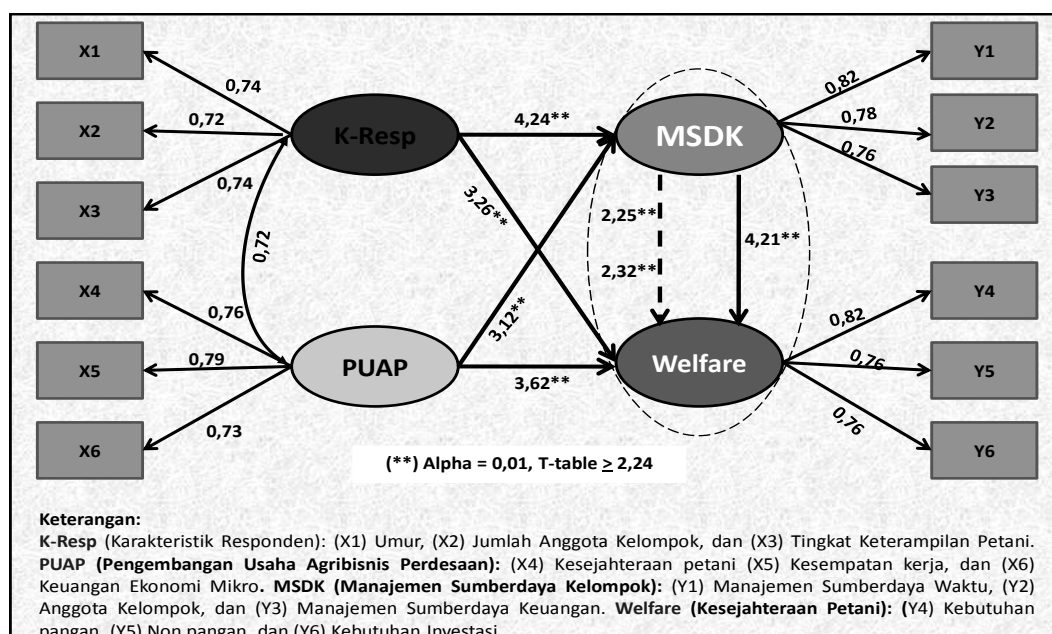 X1
X2
X3
X4
X5
X6
0,74
0,72
0,74
0,72
0,76
0,79
0,73
K-Resp
PUAP
4,24**
3,26**
3,12**
3,62**
MSDK
Welfare
2,25**
2,32**
4,21**
0,82
0,78
0,76
0,82
0,76
0,76
Y1
Y2
Y3
Y4
Y5
Y6
(**) Alpha = 0,01, T-table ≥ 2,24
Keterangan:
K-Resp (Karakteristik Responden): (X1) Umur, (X2) Jumlah Anggota Kelompok, dan (X3) Tingkat Keterampilan Petani.
PUAP (Pengembangan Usaha Agribisnis Perdesaan): (X4) Kesejahteraan petani (X5) Kesempatan kerja, dan (X6)
Keuangan Ekonomi Mikro. MSDK (Manajemen Sumberdaya Kelompok): (Y1) Manajemen Sumberdaya Waktu, (Y2)
Anggota Kelompok, dan (Y3) Manajemen Sumberdaya Keuangan. Welfare (Kesejahteraan Petani): (Y4) Kebutuhan
pangan, (Y5) Non pangan, dan (Y6) Kebutuhan Investasi